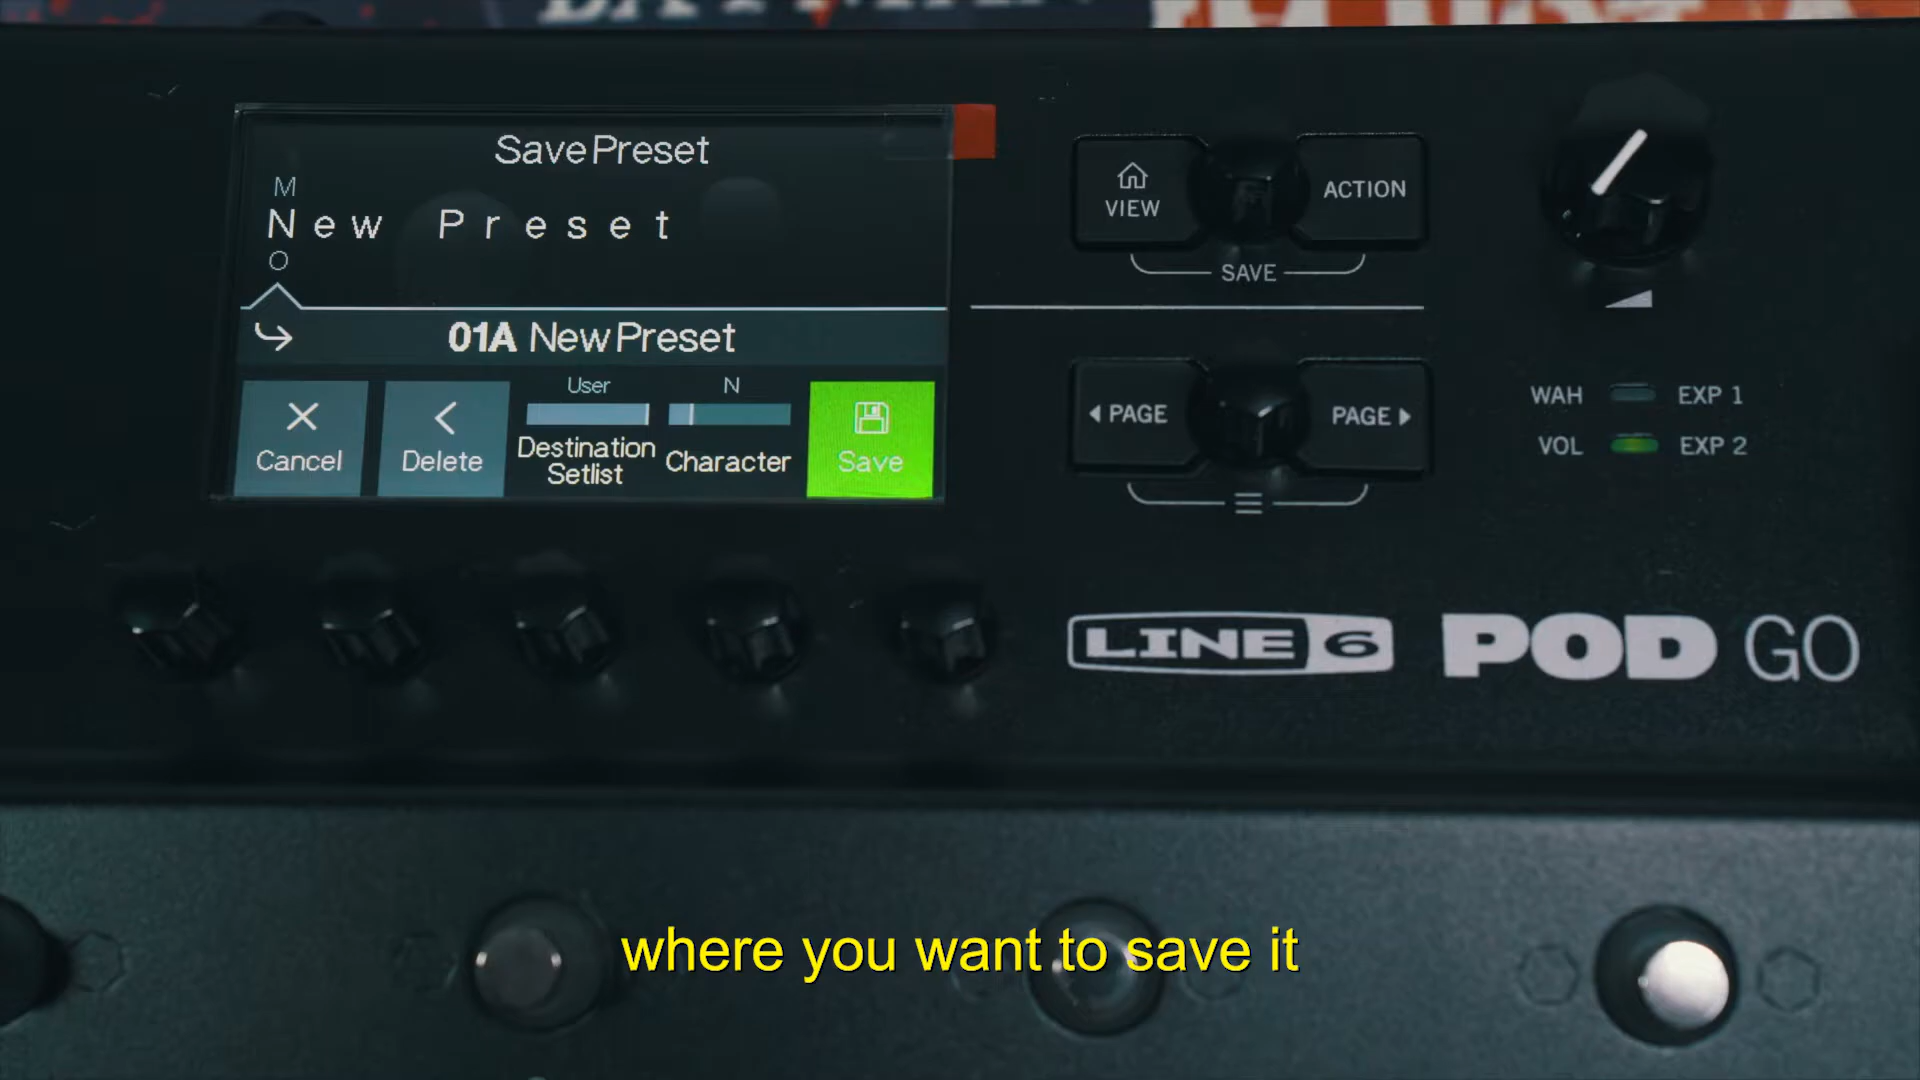 BATMAN
Save Preset
M
New Preset
O
01A New Preset
Cancel
Delete
User
Destination
Setlist
N
Character
Save
VIEW
ACTION
SAVE
PAGE
PAGE
WAH
EXP 1
VOL
EXP 2
LINE 6
POD GO
where you want to save it